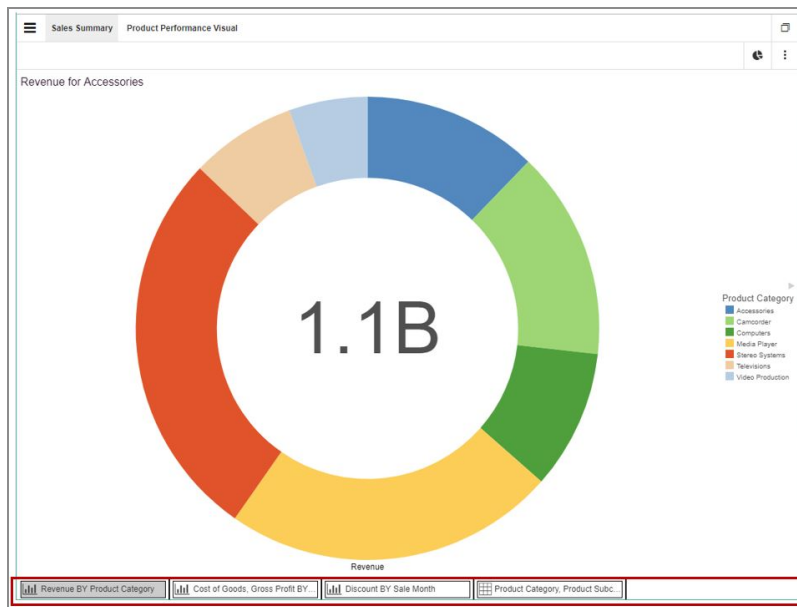 Sales Summary Product Performance Visual
Revenue for Accessories
1.1B
Product Category
Accessories
Camcorder
Computers
Media Player
Stereo Systems
Televisions
Video Production
Revenue
Revenue BY Product Category
Cost of Goods, Gross Profit BY...
Discount BY Sale Month
Product Category, Product Subc...